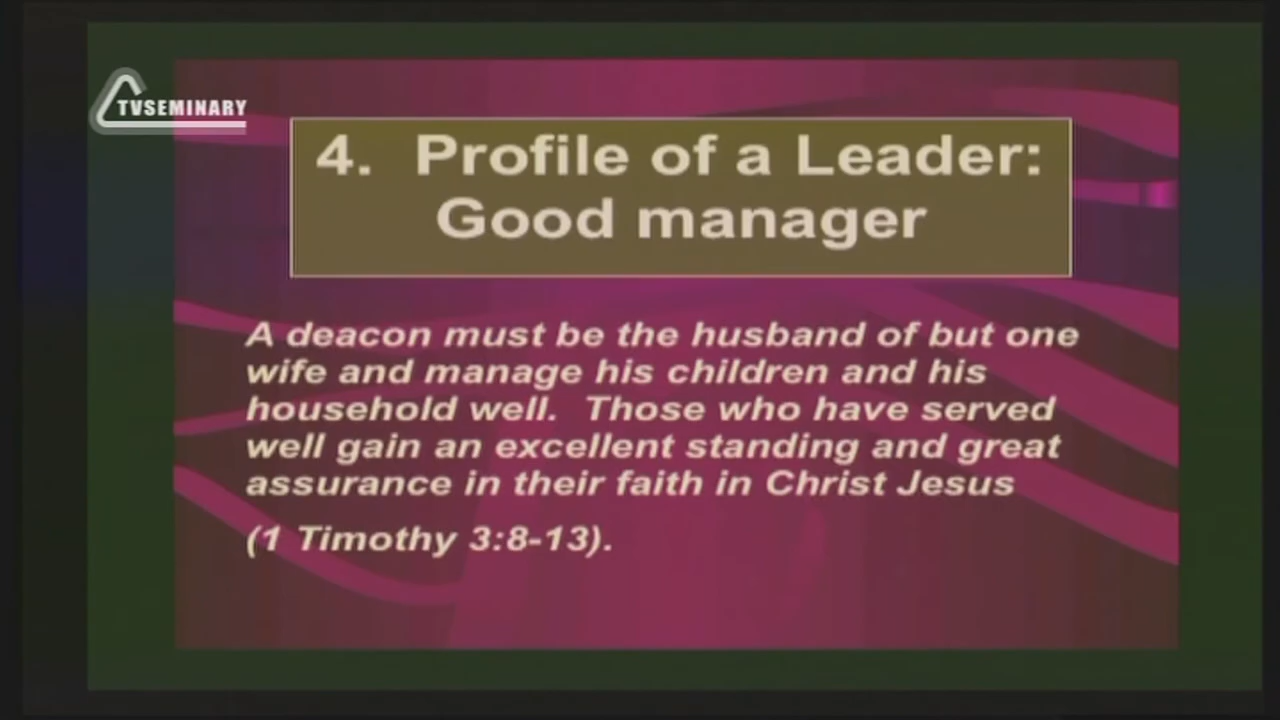 TVSEMINARY
4. Profile of a Leader:
Good manager
A deacon must be the husband of but one
wife and manage his children and his
household well. Those who have served
well gain an excellent standing and great
assurance in their faith in Christ Jesus
(1 Timothy 3:8-13).